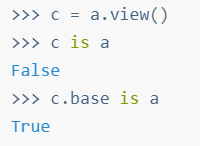 >>> c = a.view()
>>> c is a
False
>>> c.base is a
True